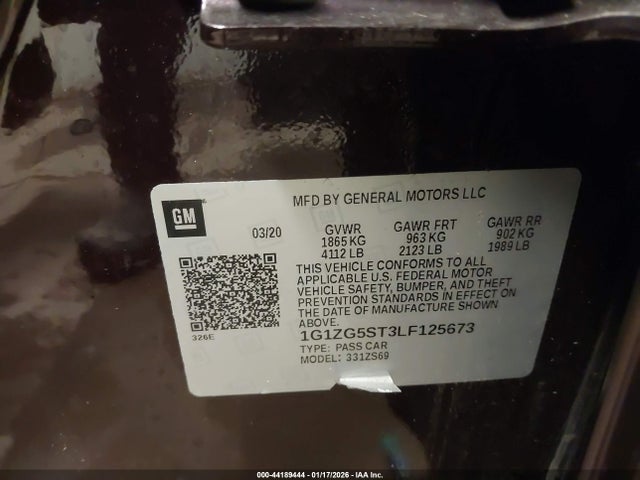 MFD BY GENERAL MOTORS LLC
GM
03/20
GVWR GAWR FRT GAWR RR
1865 KG 963 KG 902 KG
4112 LB 2123 LB 1989 LB
THIS VEHICLE CONFORMS TO ALL
APPLICABLE U.S. FEDERAL MOTOR
VEHICLE SAFETY, BUMPER, AND THEFT
PREVENTION STANDARDS IN EFFECT ON
THE DATE OF MANUFACTURE SHOWN
ABOVE.
326E
1G1ZG5ST3LF125673
TYPE: PASS CAR
MODEL: 331ZS69
000-44189444 - 01/17/2026 - IAA Inc.